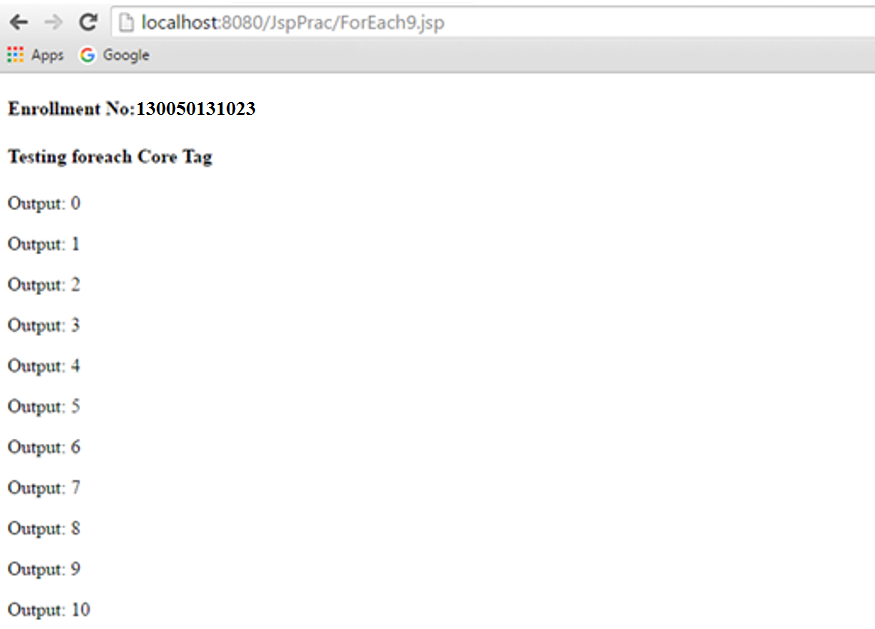 localhost:8080/JspPrac/ForEach9.jsp
Apps Google
Enrollment No:130050131023
Testing foreach Core Tag
Output: 0
Output: 1
Output: 2
Output: 3
Output: 4
Output: 5
Output: 6
Output: 7
Output: 8
Output: 9
Output: 10